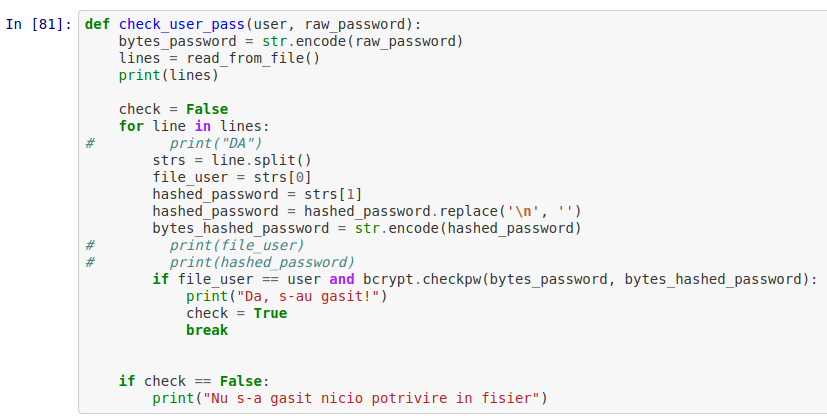 In [81]: def check_user_pass(user, raw_password):
    bytes_password = str.encode(raw_password)
    lines = read_from_file()
    print(lines)

    check = False
    for line in lines:
#         print("DA")
        strs = line.split()
        file_user = strs[0]
        hashed_password = strs[1]
        hashed_password = hashed_password.replace('\n', '')
        bytes_hashed_password = str.encode(hashed_password)
#         print(file_user)
#         print(hashed_password)
        if file_user == user and bcrypt.checkpw(bytes_password, bytes_hashed_password):
            print("Da, s-au gasit!")
            check = True
            break


    if check == False:
        print("Nu s-a gasit nicio potrivire in fisier")